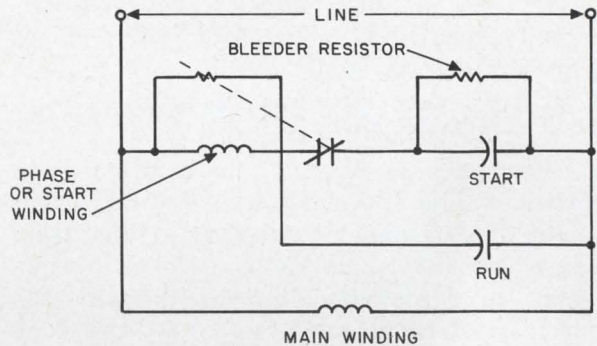 LINE
BLEEDER RESISTOR
START
PHASE
OR START
WINDING
RUN
MAIN WINDING